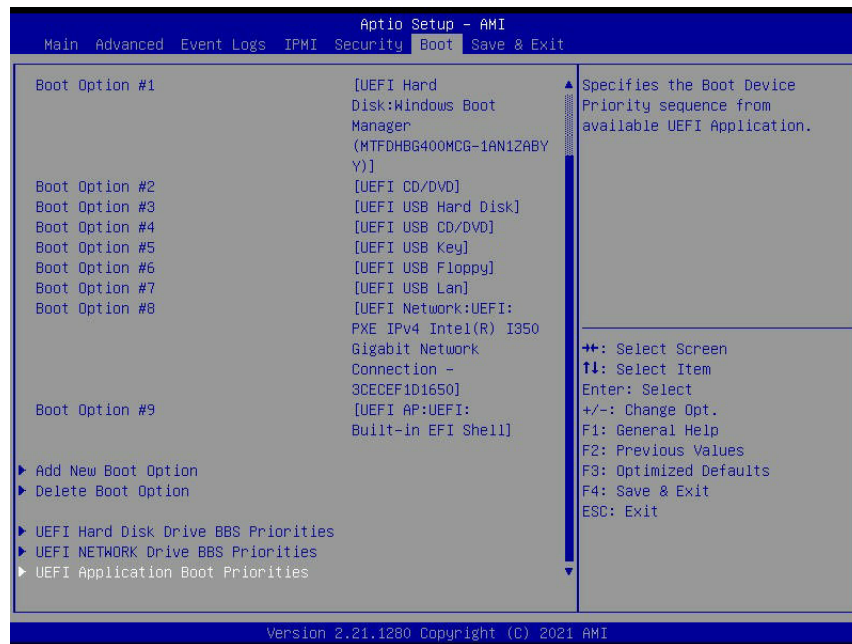 Aptio Setup – AMI
Main Advanced Event Logs IPMI Security Boot Save & Exit
Boot Option #1 [UEFI Hard
Disk:Windows Boot
Manager
(MTFDHBG400MCG-1AN1ZABY
Y)]
Boot Option #2 [UEFI CD/DVD]
Boot Option #3 [UEFI USB Hard Disk]
Boot Option #4 [UEFI USB CD/DVD]
Boot Option #5 [UEFI USB Key]
Boot Option #6 [UEFI USB Floppy]
Boot Option #7 [UEFI USB Lan]
Boot Option #8 [UEFI Network:UEFI:
PXE IPv4 Intel(R) I350
Gigabit Network
Connection –
3CECEF1D1650]
Boot Option #9 [UEFI AP:UEFI:
Built-in EFI Shell]
Add New Boot Option
Delete Boot Option
UEFI Hard Disk Drive BBS Priorities
UEFI NETWORK Drive BBS Priorities
UEFI Application Boot Priorities
Specifies the Boot Device
Priority sequence from
available UEFI Application.
→←: Select Screen
↑↓: Select Item
Enter: Select
+/-: Change Opt.
F1: General Help
F2: Previous Values
F3: Optimized Defaults
F4: Save & Exit
ESC: Exit
Version 2.21.1280 Copyright (C) 2021 AMI